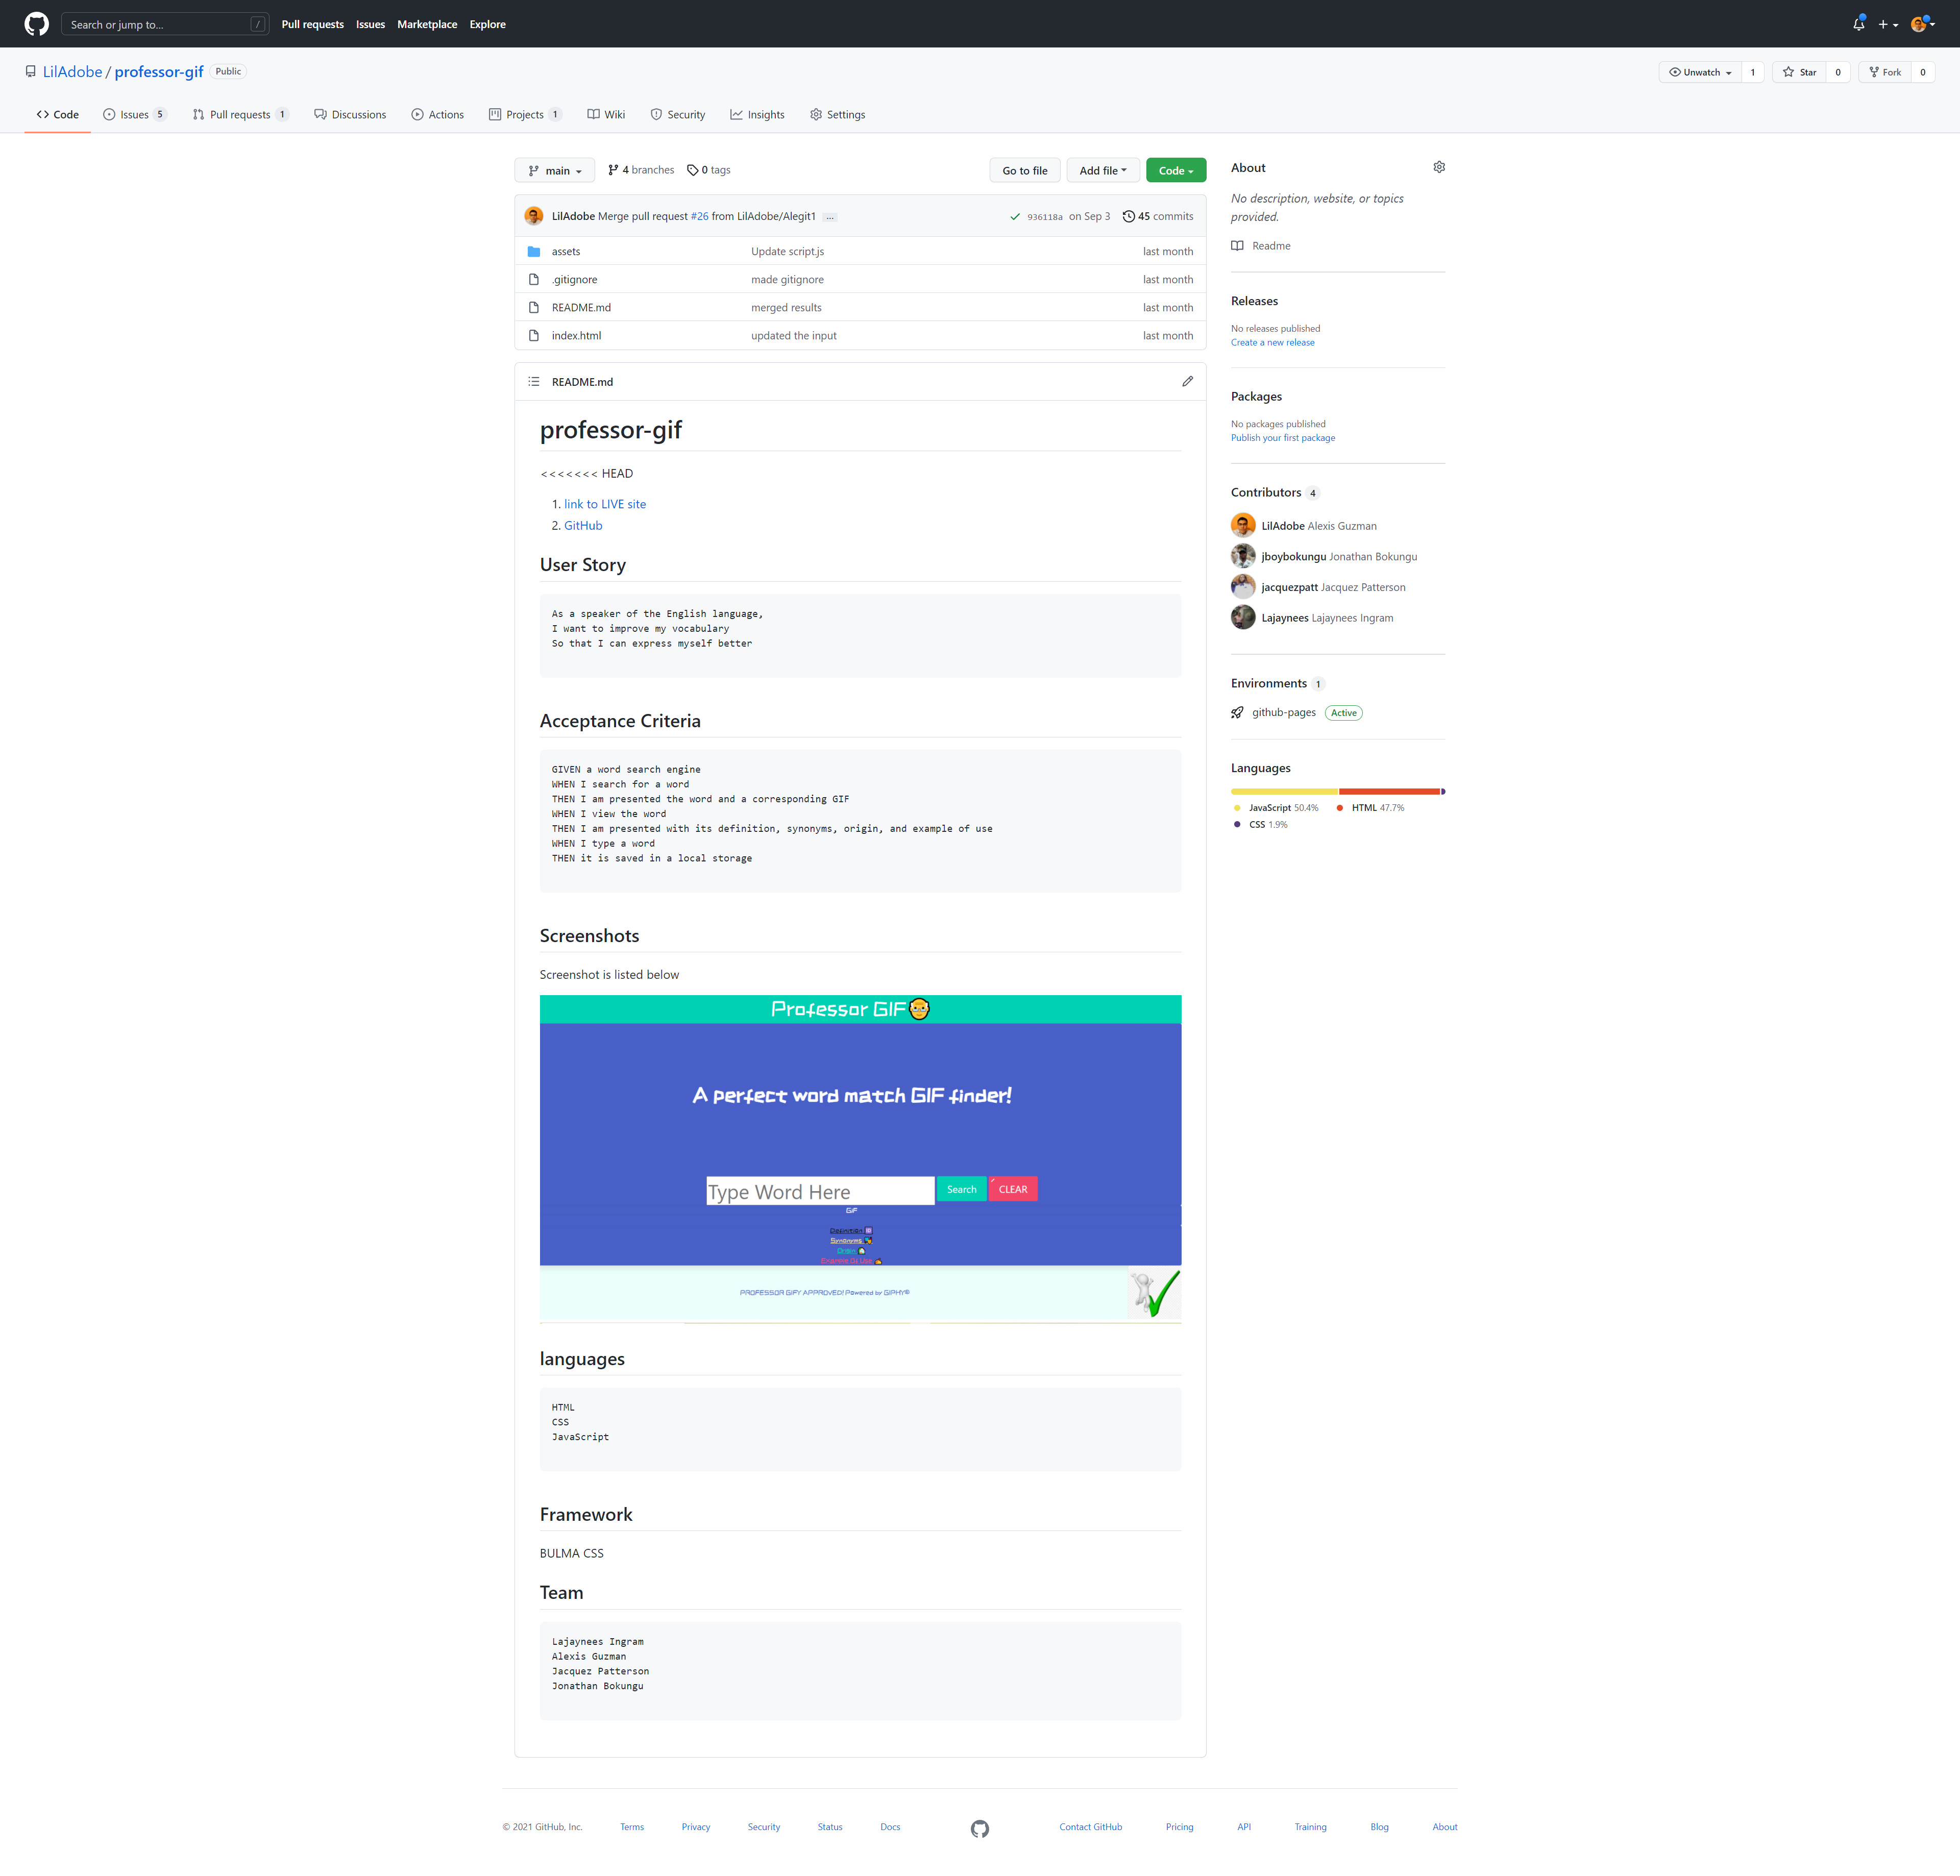 Search or jump to... /
Pull requests Issues Marketplace Explore
LilAdobe / professor-gif Public
Unwatch 1 Star 0 Fork 0
Code Issues 5 Pull requests 1 Discussions Actions Projects 1 Wiki Security Insights Settings
main 4 branches 0 tags Go to file Add file Code
LilAdobe Merge pull request #26 from LilAdobe/Alegit1 ... 936118a on Sep 3 45 commits
assets Update script.js last month
.gitignore made gitignore last month
README.md merged results last month
index.html updated the input last month
README.md
professor-gif
<<<<<<< HEAD
1. link to LIVE site
2. GitHub
User Story
As a speaker of the English language,
I want to improve my vocabulary
So that I can express myself better
Acceptance Criteria
GIVEN a word search engine
WHEN I search for a word
THEN I am presented the word and a corresponding GIF
WHEN I view the word
THEN I am presented with its definition, synonyms, origin, and example of use
WHEN I type a word
THEN it is saved in a local storage
Screenshots
Screenshot is listed below
Professor GIF
A perfect word match GIF finder!
Type Word Here Search CLEAR
GIF
Definition
Synonyms
Origin
Example Of Use
PROFESSOR GIFY APPROVED! Powered by GIPHY©
languages
HTML
CSS
JavaScript
Framework
BULMA CSS
Team
Lajaynees Ingram
Alexis Guzman
Jacquez Patterson
Jonathan Bokungu
About
No description, website, or topics
provided.
Readme
Releases
No releases published
Create a new release
Packages
No packages published
Publish your first package
Contributors 4
LilAdobe Alexis Guzman
jboybokungu Jonathan Bokungu
jacquezpatt Jacquez Patterson
Lajaynees Lajaynees Ingram
Environments 1
github-pages Active
Languages
JavaScript 50.4% HTML 47.7%
CSS 1.9%
© 2021 GitHub, Inc. Terms Privacy Security Status Docs Contact GitHub Pricing API Training Blog About